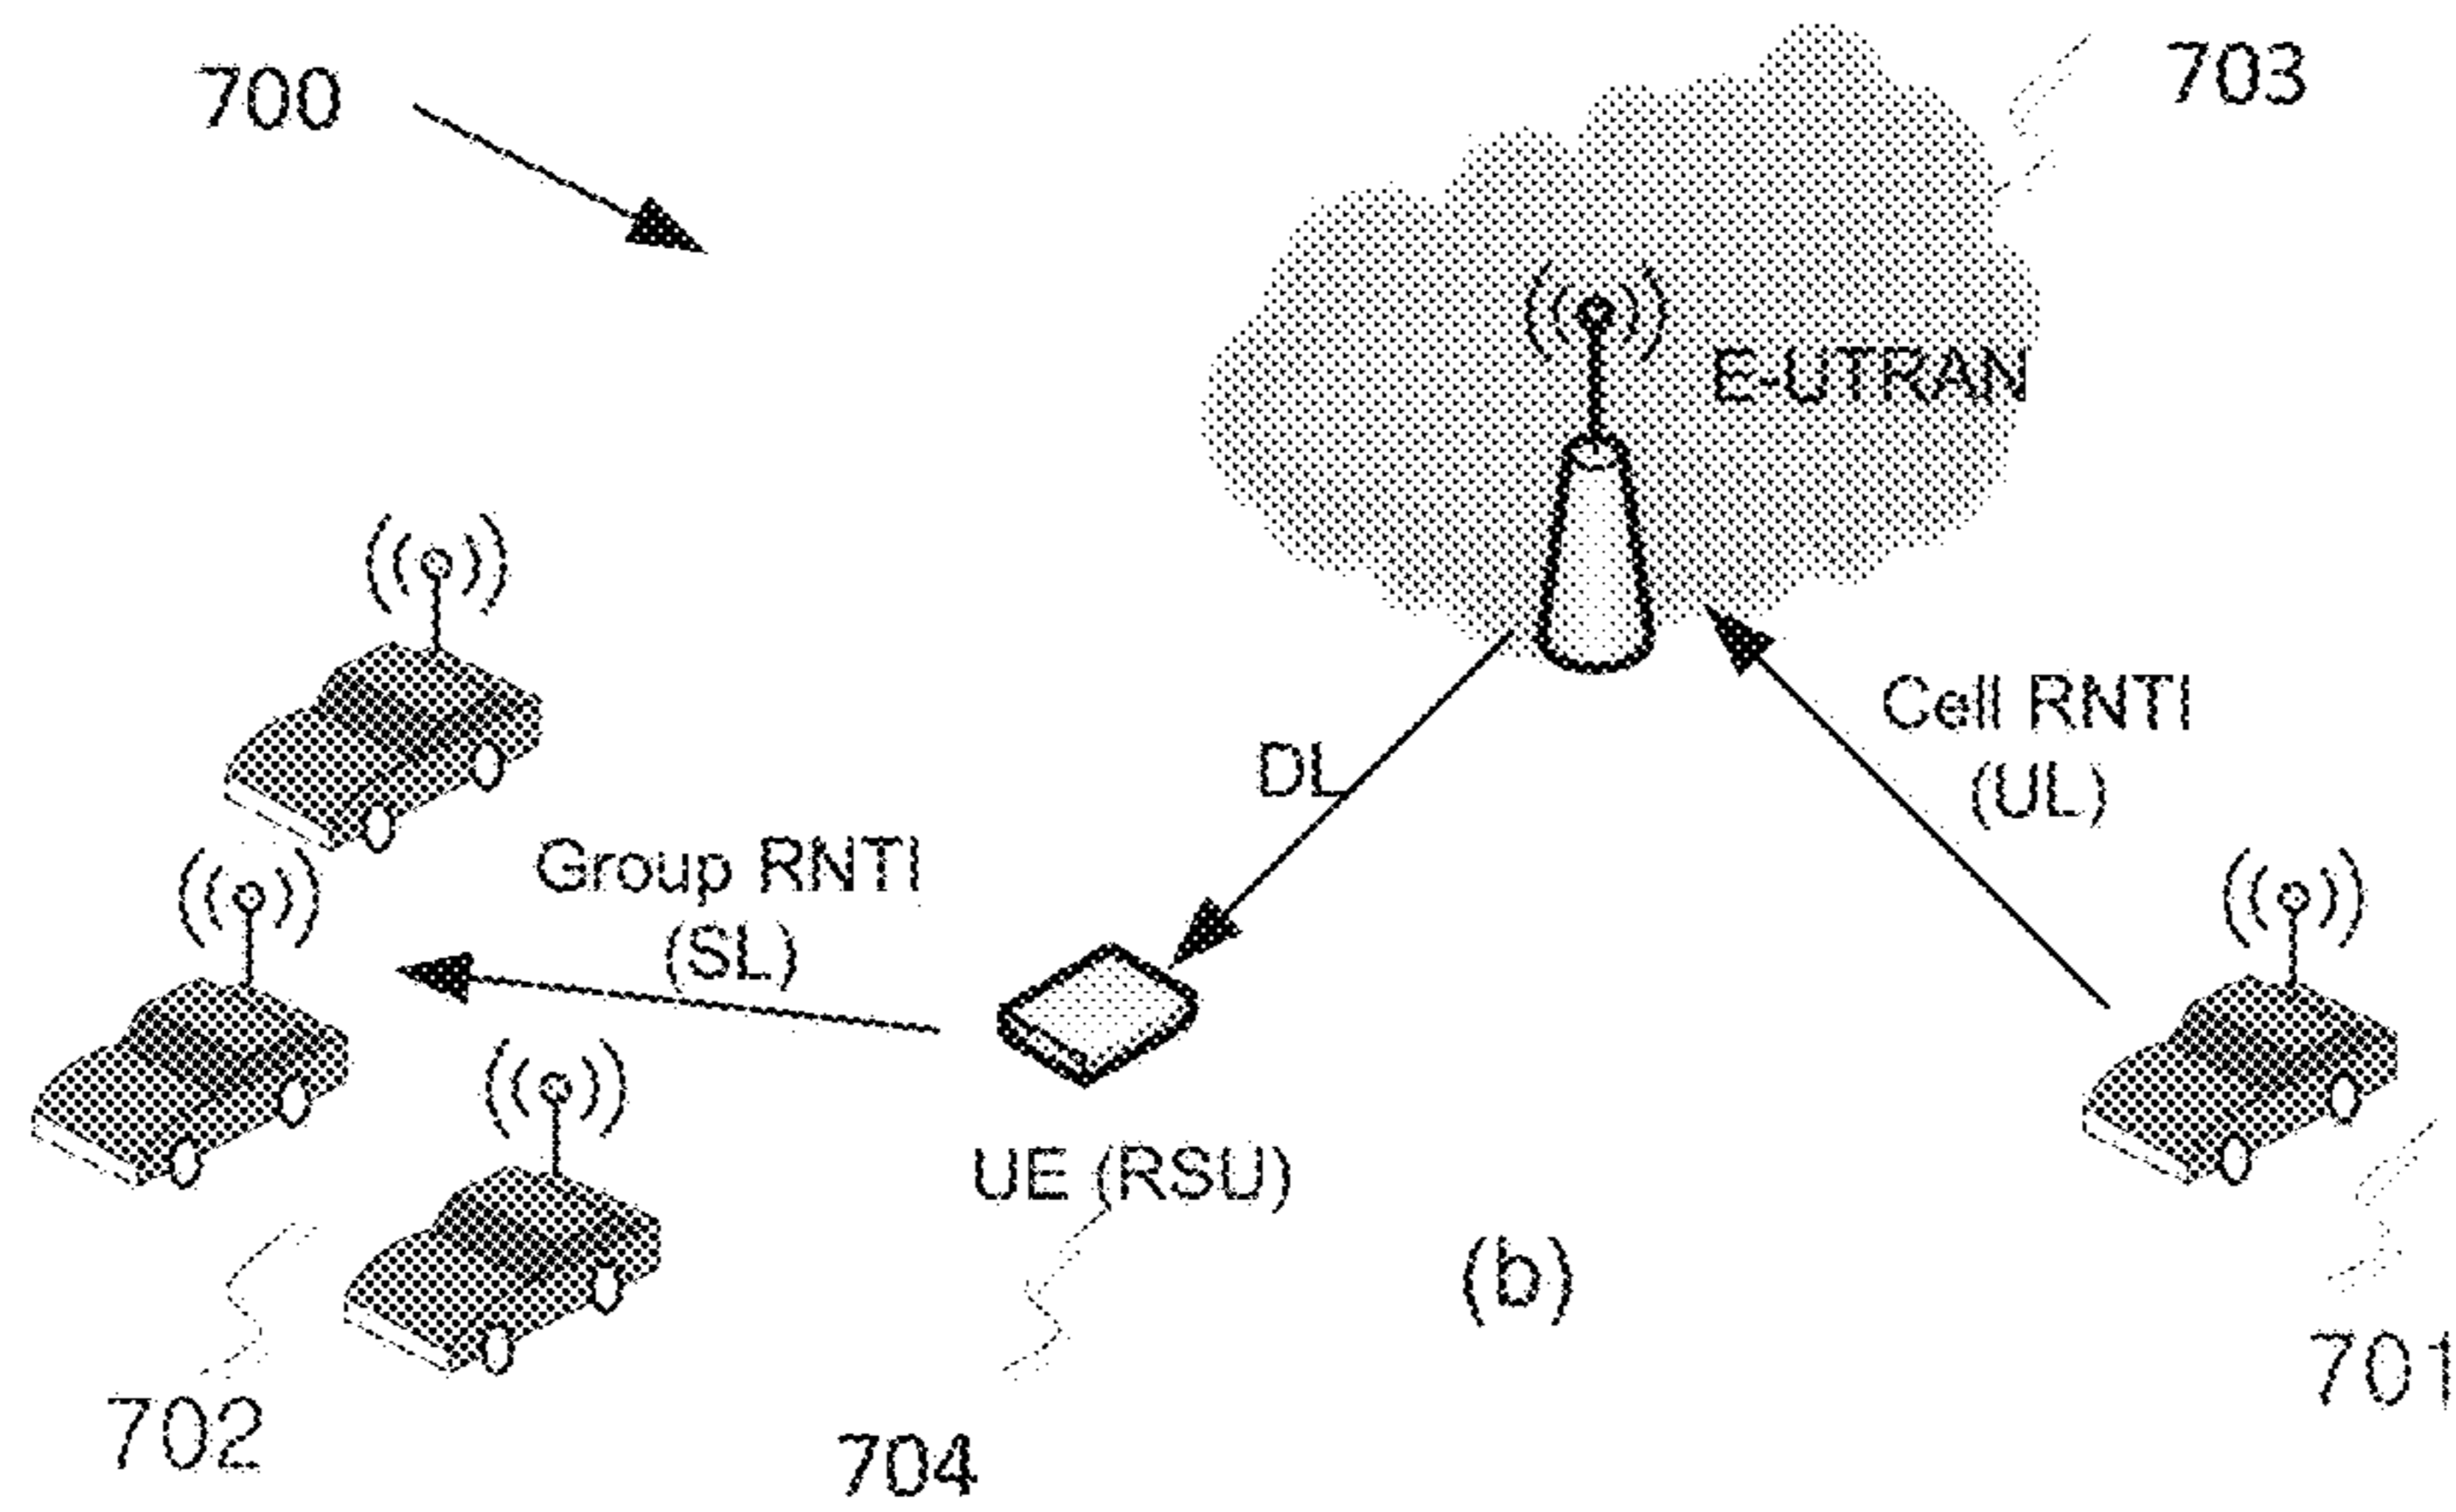 700
703
E-UTRAN
Cell RNTI
(UL)
DL
Group RNTI
(SL)
UE (RSU)
(b)
701
702
704